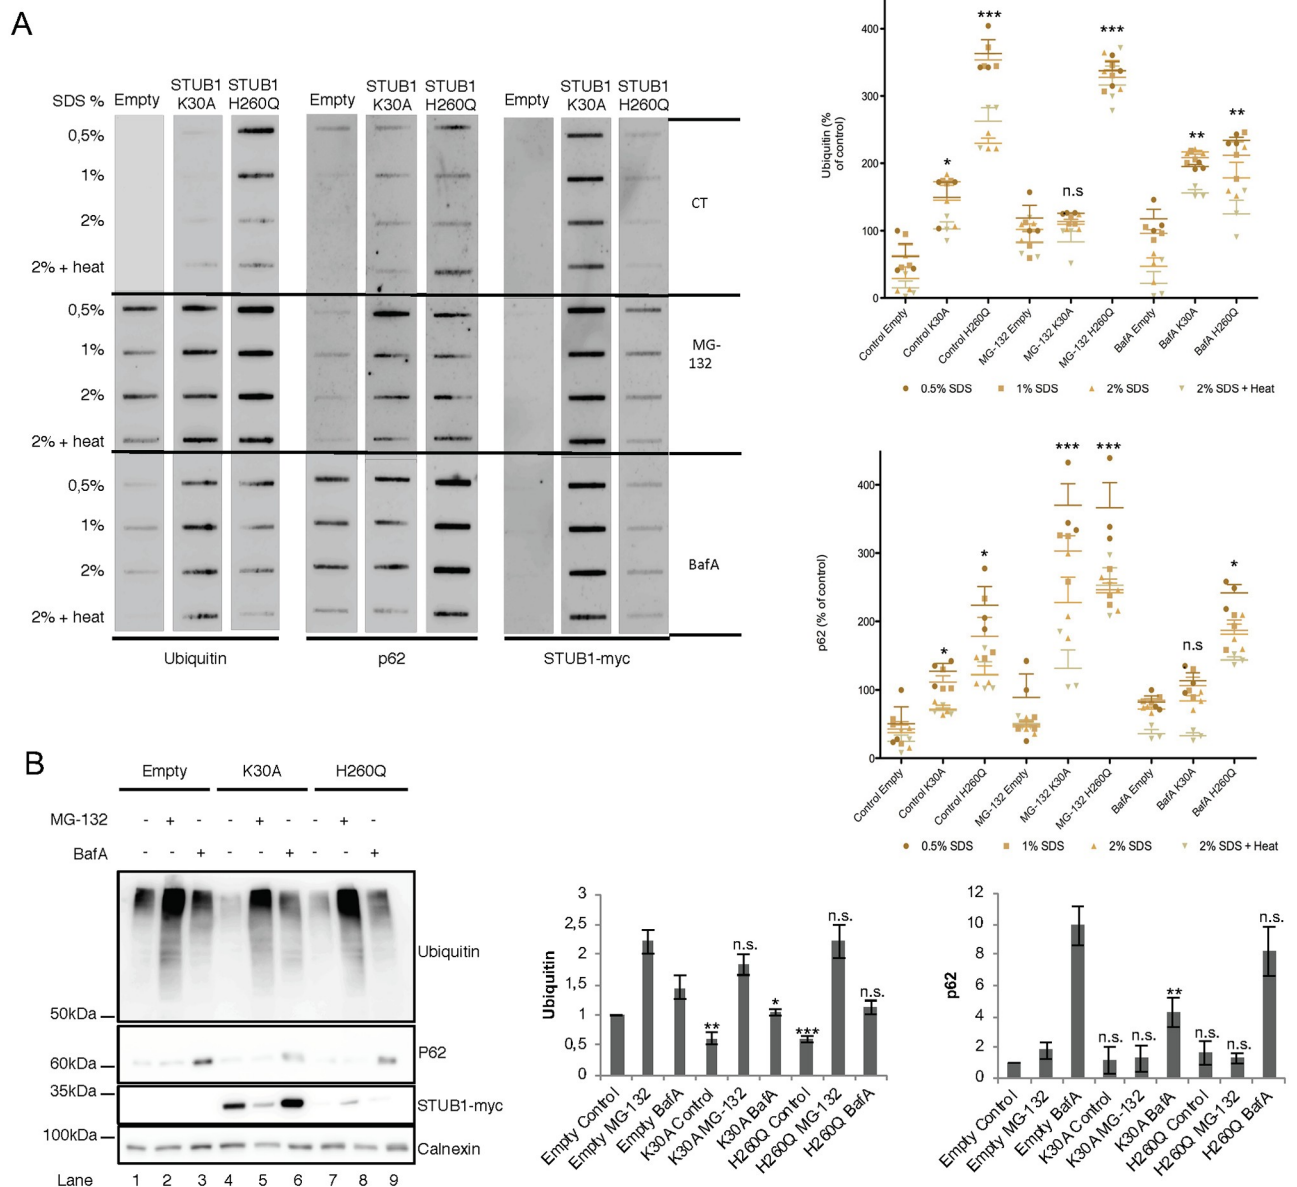 A
SDS % Empty STUB1 K30A STUB1 H260Q Empty STUB1 K30A STUB1 H260Q Empty STUB1 K30A STUB1 H260Q
0,5%
1%
2%
2% + heat
CT
0,5%
1%
2%
2% + heat
MG-
132
0,5%
1%
2%
2% + heat
BafA
Ubiquitin p62 STUB1-myc
Ubiquitin (%
of control)
400
300
200
100
0
* *** n.s *** ** **
Control Empty
Control K30A
Control H260Q
MG-132 Empty
MG-132 K30A
MG-132 H260Q
BafA Empty
BafA K30A
BafA H260Q
0.5% SDS 1% SDS 2% SDS 2% SDS + Heat
p62 (% of control)
400
300
200
100
0
* * *** *** n.s *
Control Empty
Control K30A
Control H260Q
MG-132 Empty
MG-132 K30A
MG-132 H260Q
BafA Empty
BafA K30A
BafA H260Q
0.5% SDS 1% SDS 2% SDS 2% SDS + Heat
B
Empty K30A H260Q
MG-132 - + - - + - - + -
BafA - - + - - + - - +
Ubiquitin
50kDa
P62
60kDa
35kDa
STUB1-myc
100kDa
Calnexin
Lane 1 2 3 4 5 6 7 8 9
Ubiquitin
3
2,5
2
1,5
1
0,5
0
** n.s. * *** n.s. n.s.
Empty Control
Empty MG-132
Empty BafA
K30A Control
K30A MG-132
K30A BafA
H260Q Control
H260Q MG-132
H260Q BafA
p62
12
10
8
6
4
2
0
n.s. n.s. ** n.s. n.s. n.s.
Empty Control
Empty MG-132
Empty BafA
K30A Control
K30A MG-132
K30A BafA
H260Q Control
H260Q MG-132
H260Q BafA